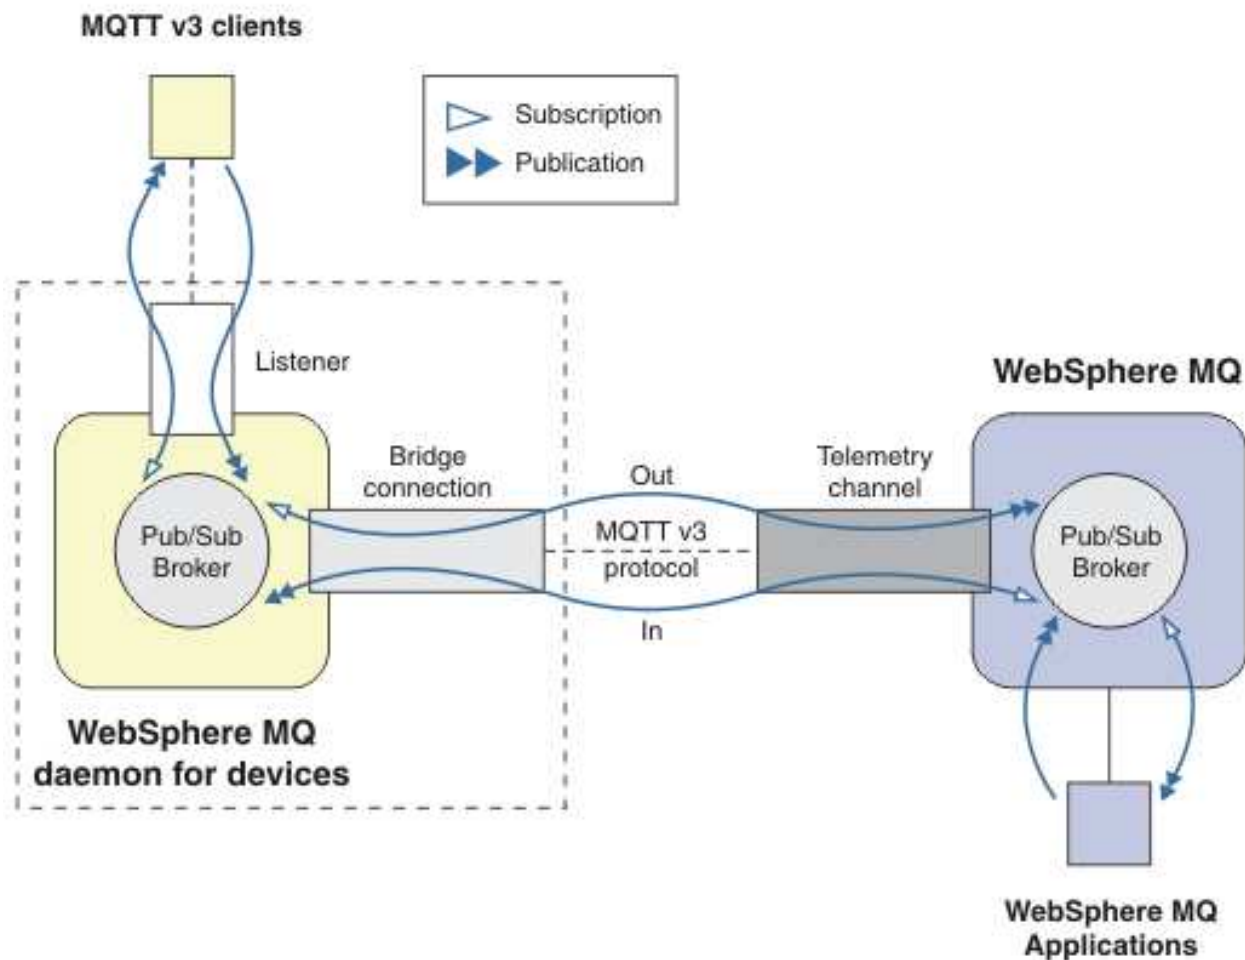 MQTT v3 clients
Subscription
Publication
Listener
WebSphere MQ
Bridge
connection
Out
Telemetry
channel
Pub/Sub
Broker
MQTT v3
protocol
Pub/Sub
Broker
In
WebSphere MQ
daemon for devices
WebSphere MQ
Applications